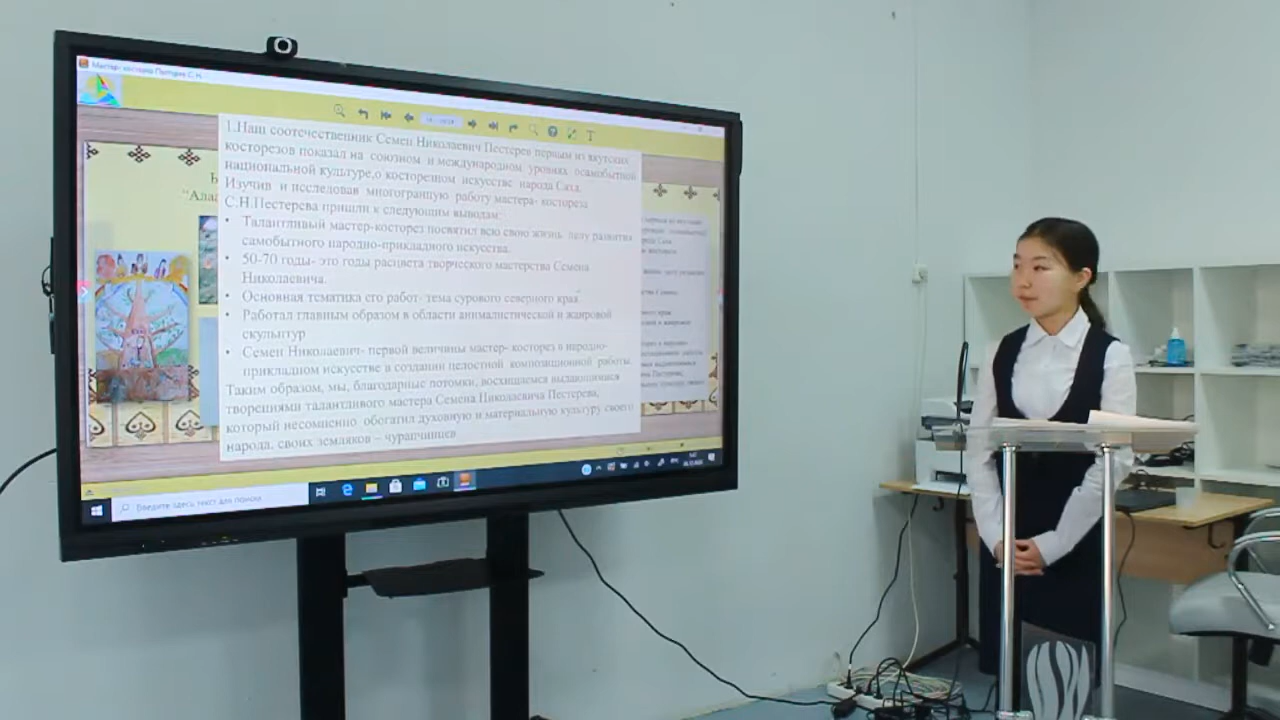 Мастер- костореза Пестерев С.Н.
1.Наш соотечественник Семен Николаевич Пестерев первым из якутских
косторезов показал на союзном и международном уровнях осамобытной
национальной культуре,о косторезном искусстве народа Саха.
Изучив и исследовав многогранную работу мастера- костореза
С.Н.Пестерева пришли к следующим выводам:
• Талантливый мастер-косторез посвятил всю свою жизнь делу развития
самобытного народно-прикладного искусства.
• 50-70 годы- это годы расцвета творческого мастерства Семена
Николаевича.
• Основная тематика его работ- тема сурового северного края.
• Работал главным образом в области анималистической и жанровой
скульптур
• Семен Николаевич- первой величины мастер- косторез в народно-
прикладном искусстве в создании целостной композиционной работы.
Таким образом, мы, благодарные потомки, восхищаемся выдающимися
творениями талантливого мастера Семена Николаевича Пестерева,
который несомненно обогатил духовную и материальную культуру своего
народа, своих земляков – чурапчинцев
Введите здесь текст для поиска